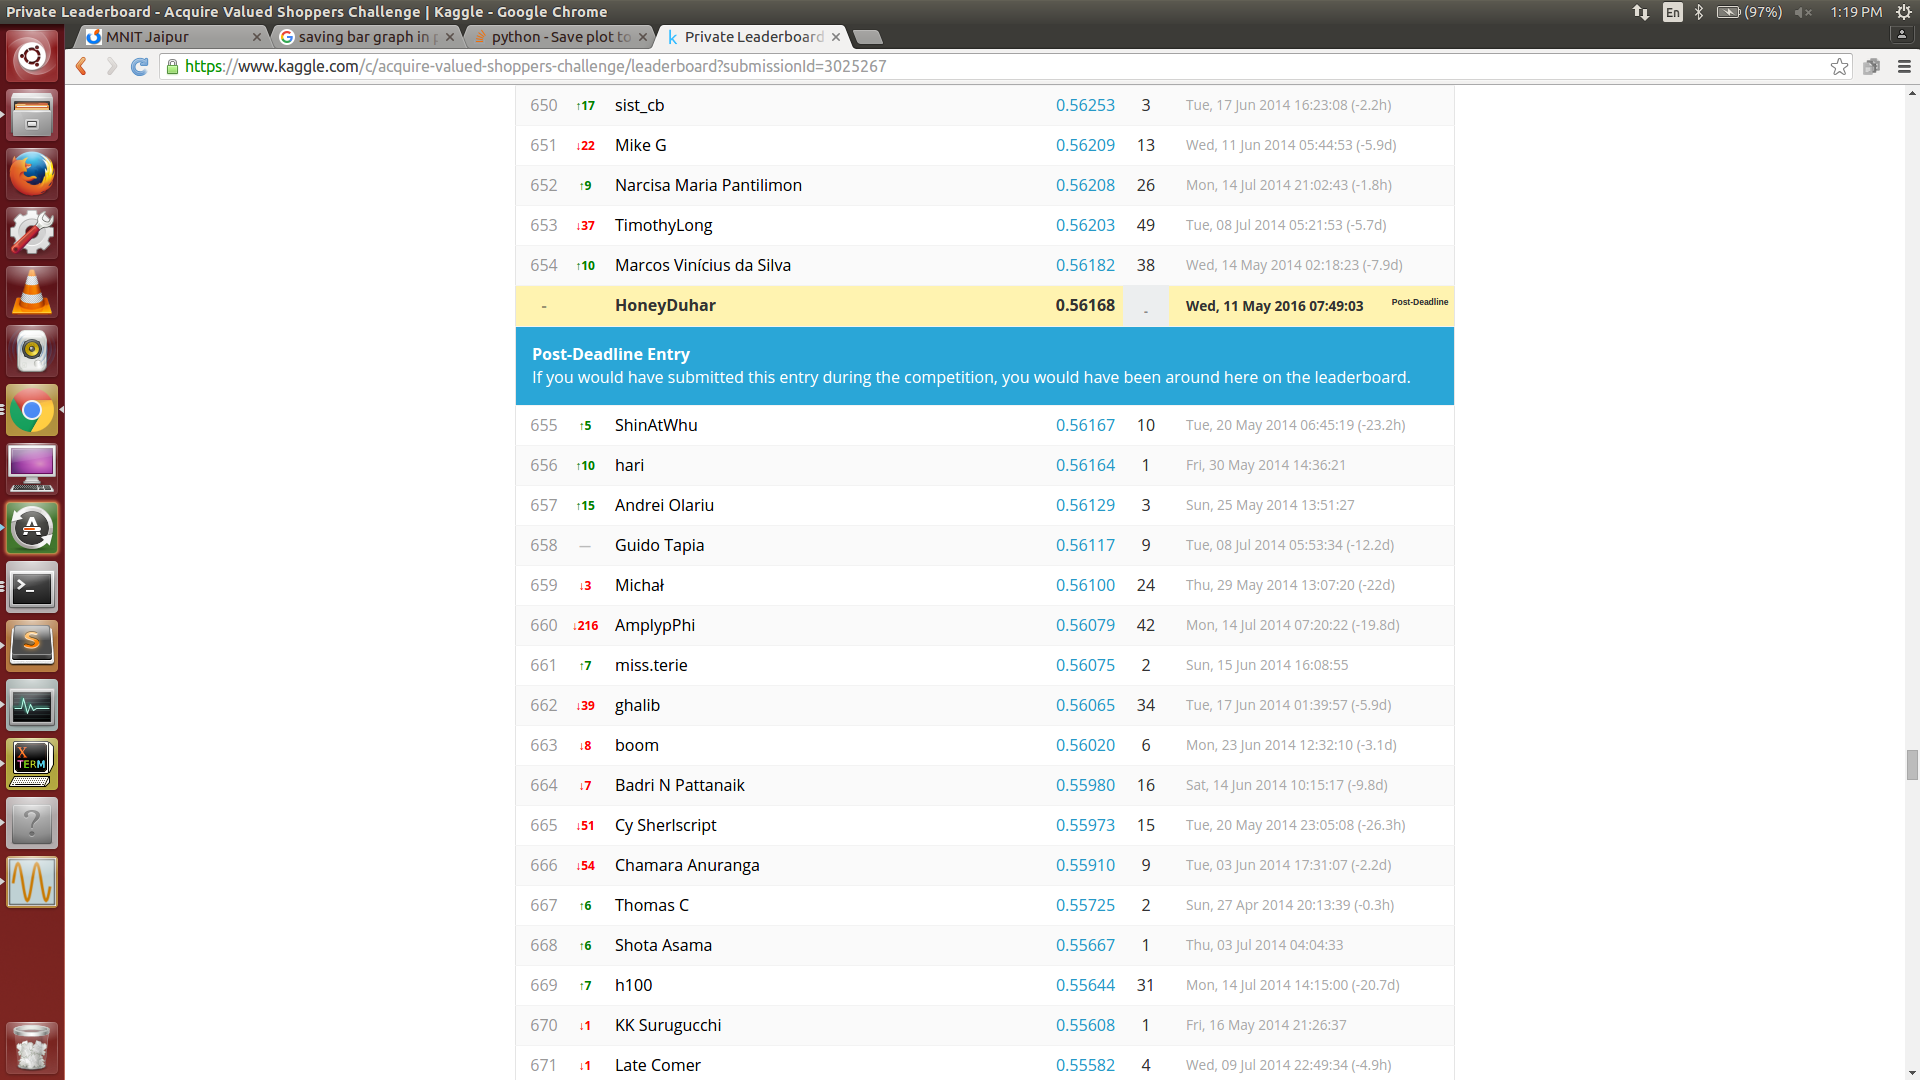 Private Leaderboard - Acquire Valued Shoppers Challenge | Kaggle - Google Chrome En (97%) 1:19 PM
MNIT Jaipur × saving bar graph in p × python - Save plot to × k Private Leaderboard ×
https://www.kaggle.com/c/acquire-valued-shoppers-challenge/leaderboard?submissionId=3025267
650 ↑17 sist_cb 0.56253 3 Tue, 17 Jun 2014 16:23:08 (-2.2h)
651 ↓22 Mike G 0.56209 13 Wed, 11 Jun 2014 05:44:53 (-5.9d)
652 ↑9 Narcisa Maria Pantilimon 0.56208 26 Mon, 14 Jul 2014 21:02:43 (-1.8h)
653 ↓37 TimothyLong 0.56203 49 Tue, 08 Jul 2014 05:21:53 (-5.7d)
654 ↑10 Marcos Vinícius da Silva 0.56182 38 Wed, 14 May 2014 02:18:23 (-7.9d)
- HoneyDuhar 0.56168 - Wed, 11 May 2016 07:49:03 Post-Deadline
Post-Deadline Entry
If you would have submitted this entry during the competition, you would have been around here on the leaderboard.
655 ↑5 ShinAtWhu 0.56167 10 Tue, 20 May 2014 06:45:19 (-23.2h)
656 ↑10 hari 0.56164 1 Fri, 30 May 2014 14:36:21
657 ↑15 Andrei Olariu 0.56129 3 Sun, 25 May 2014 13:51:27
658 — Guido Tapia 0.56117 9 Tue, 08 Jul 2014 05:53:34 (-12.2d)
659 ↓3 Michał 0.56100 24 Thu, 29 May 2014 13:07:20 (-22d)
660 ↓216 AmplypPhi 0.56079 42 Mon, 14 Jul 2014 07:20:22 (-19.8d)
661 ↑7 miss.terie 0.56075 2 Sun, 15 Jun 2014 16:08:55
662 ↓39 ghalib 0.56065 34 Tue, 17 Jun 2014 01:39:57 (-5.9d)
663 ↓8 boom 0.56020 6 Mon, 23 Jun 2014 12:32:10 (-3.1d)
664 ↓7 Badri N Pattanaik 0.55980 16 Sat, 14 Jun 2014 10:15:17 (-9.8d)
665 ↓51 Cy Sherlscript 0.55973 15 Tue, 20 May 2014 23:05:08 (-26.3h)
666 ↓54 Chamara Anuranga 0.55910 9 Tue, 03 Jun 2014 17:31:07 (-2.2d)
667 ↑6 Thomas C 0.55725 2 Sun, 27 Apr 2014 20:13:39 (-0.3h)
668 ↑6 Shota Asama 0.55667 1 Thu, 03 Jul 2014 04:04:33
669 ↑7 h100 0.55644 31 Mon, 14 Jul 2014 14:15:00 (-20.7d)
670 ↓1 KK Surugucchi 0.55608 1 Fri, 16 May 2014 21:26:37
671 ↓1 Late Comer 0.55582 4 Wed, 09 Jul 2014 22:49:34 (-4.9h)
X
TERM